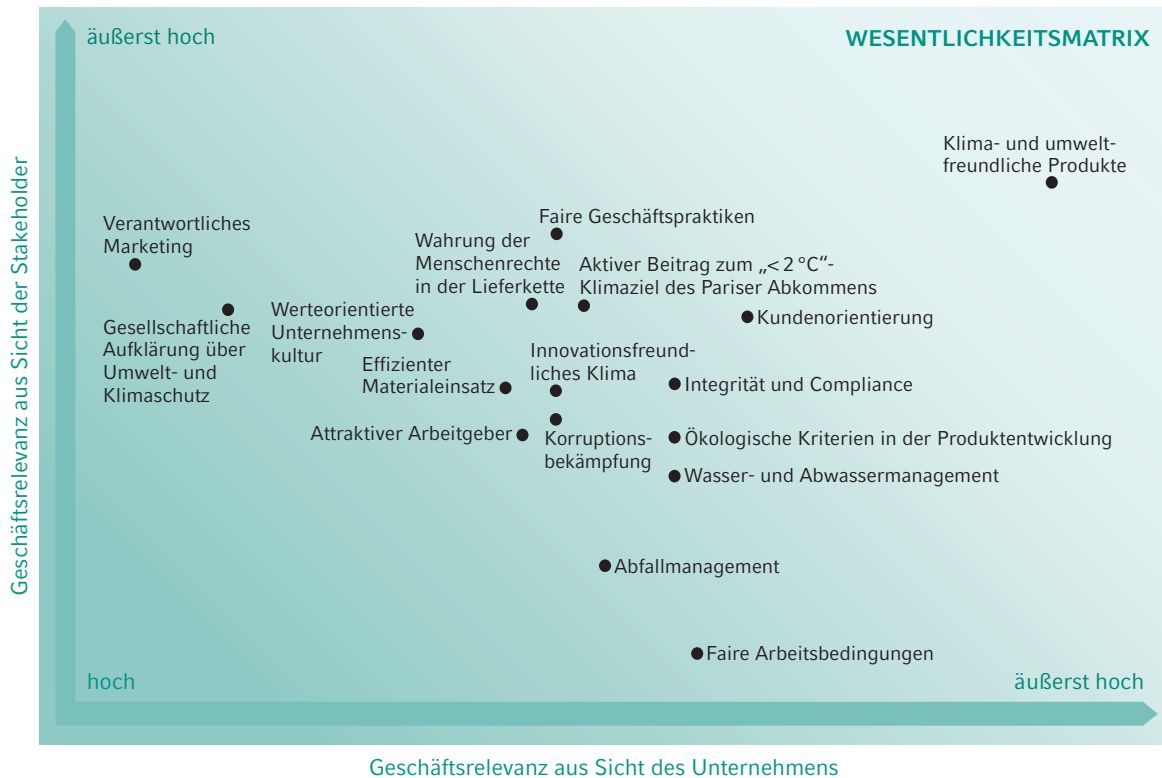 äußerst hoch
WESENTLICHKEITSMATRIX
Geschäftsrelevanz aus Sicht der Stakeholder
Klima- und umwelt-
freundliche Produkte
Verantwortliches
Marketing
Faire Geschäftspraktiken
Wahrung der
Menschenrechte
in der Lieferkette
Aktiver Beitrag zum „< 2 °C“-
Klimaziel des Pariser Abkommens
Gesellschaftliche
Aufklärung über
Umwelt- und
Klimaschutz
Werteorientierte
Unternehmens-
kultur
Kundenorientierung
Effizienter
Materialeinsatz
Innovationsfreund-
liches Klima
Integrität und Compliance
Attraktiver Arbeitgeber
Korruptions-
bekämpfung
Ökologische Kriterien in der Produktentwicklung
Wasser- und Abwassermanagement
Abfallmanagement
Faire Arbeitsbedingungen
hoch
äußerst hoch
Geschäftsrelevanz aus Sicht des Unternehmens